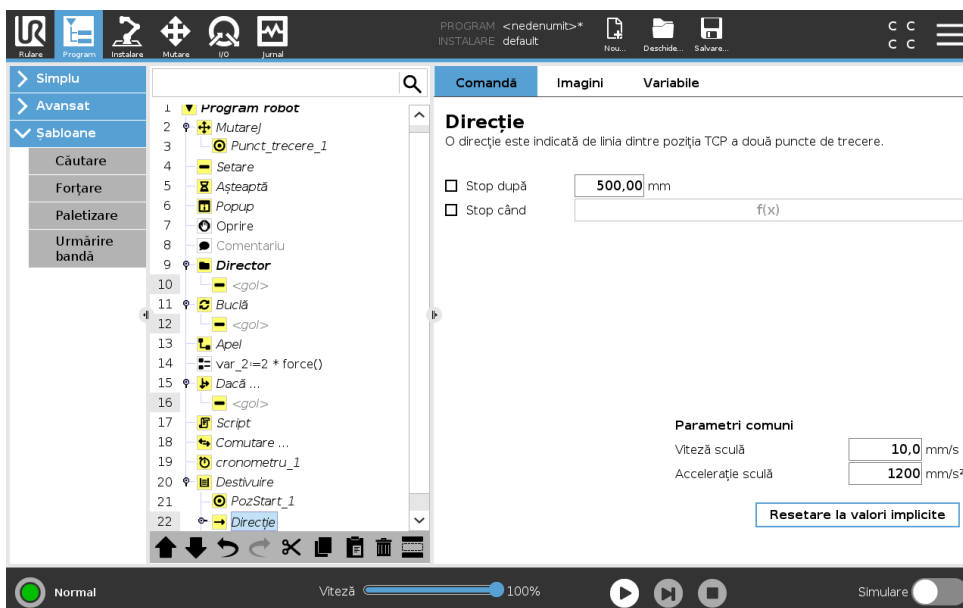 PROGRAM <nedenumit>*
INSTALARE default
Rulare Program Instalare Mutare I/O Jurnal Nou... Deschide... Salvare...
C C
C C
Simplu
Avansat
Șabloane
Căutare
Forțare
Paletizare
Urmărire
bandă
1 Program robot
2 MutareJ
3 Punct_trecere_1
4 Setare
5 Așteaptă
6 Popup
7 Oprire
8 Comentariu
9 Director
10 <gol>
11 Buclă
12 <gol>
13 Apel
14 var_2:=2 * force()
15 Dacă ...
16 <gol>
17 Script
18 Comutare ...
19 cronometru_1
20 Destivuire
21 PozStart_1
22 Direcție
Comandă Imagini Variabile
Direcție
O direcție este indicată de linia dintre poziția TCP a două puncte de trecere.
Stop după 500,00 mm
Stop când f(x)
Parametri comuni
Viteză sculă 10,0 mm/s
Accelerație sculă 1200 mm/s²
Resetare la valori implicite
Normal Viteză 100% Simulare